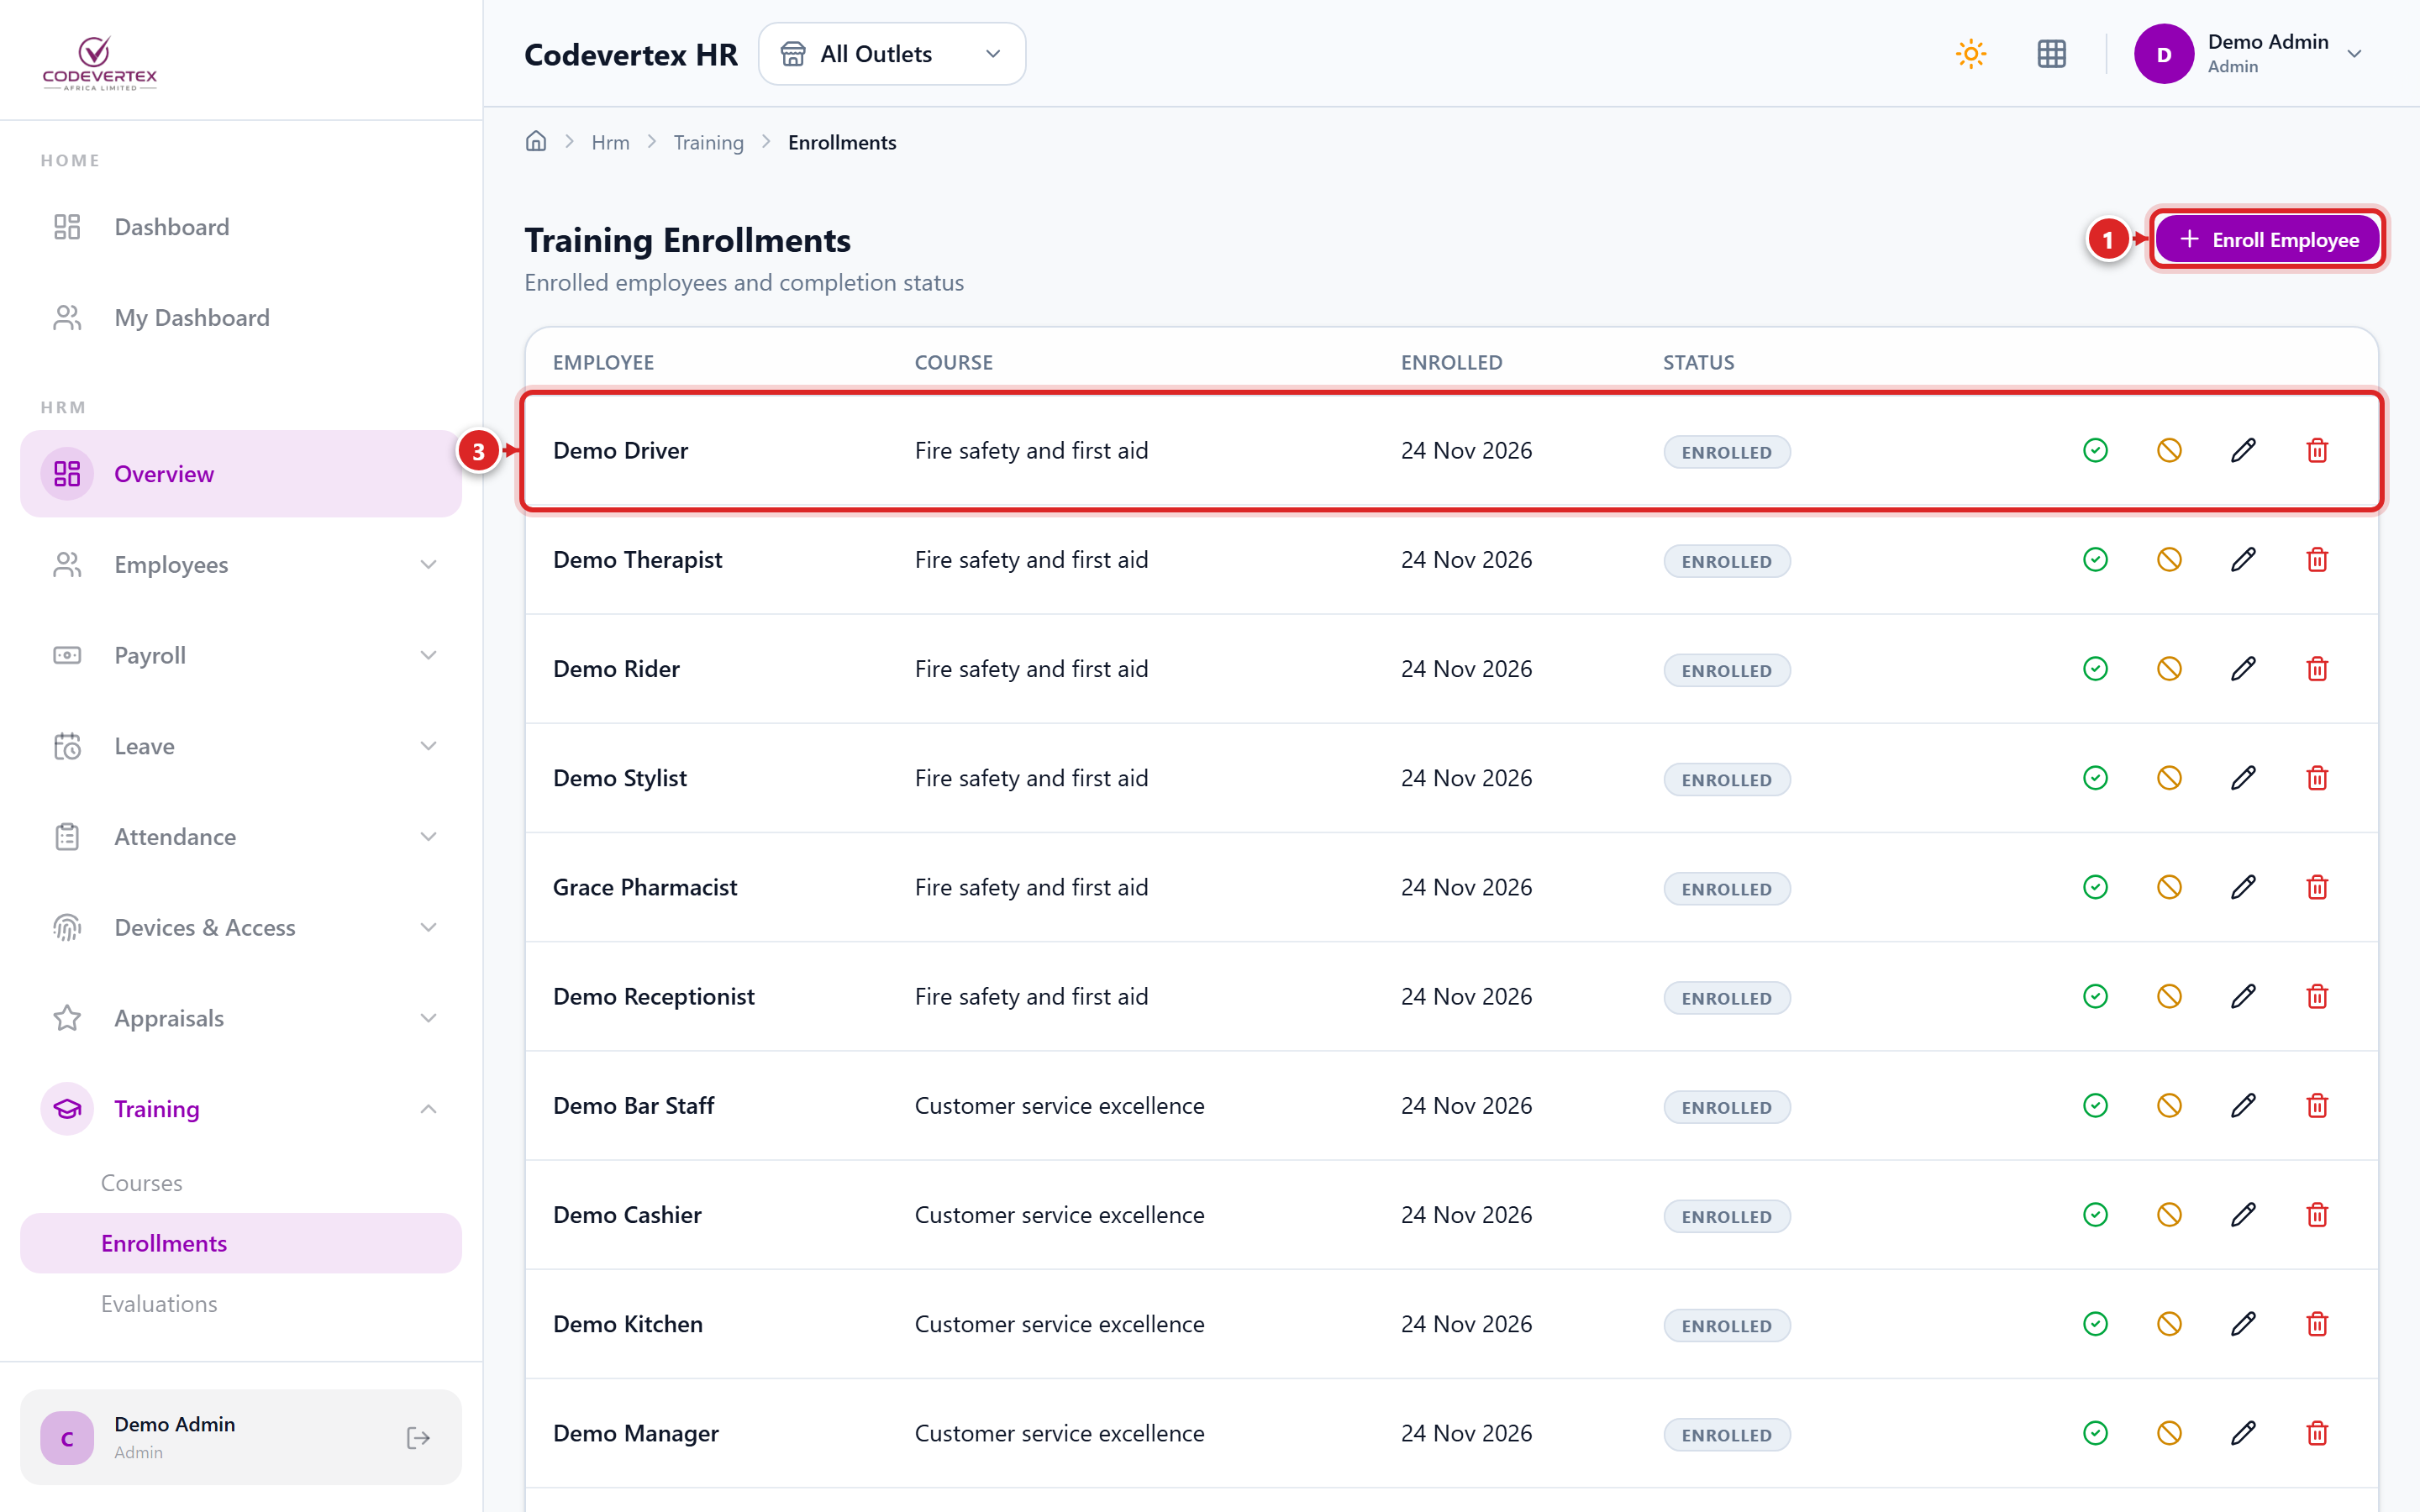 CODEVERTEX
AFRICA LIMITED
HOME
Dashboard
My Dashboard
HRM
Overview
Employees
Payroll
Leave
Attendance
Devices & Access
Appraisals
Training
Courses
Enrollments
Evaluations
C
Demo Admin
Admin
Codevertex HR
All Outlets
D
Demo Admin
Admin
Hrm
Training
Enrollments
Training Enrollments
Enrolled employees and completion status
1
Enroll Employee
EMPLOYEE COURSE ENROLLED STATUS
3
Demo Driver Fire safety and first aid 24 Nov 2026 ENROLLED
Demo Therapist Fire safety and first aid 24 Nov 2026 ENROLLED
Demo Rider Fire safety and first aid 24 Nov 2026 ENROLLED
Demo Stylist Fire safety and first aid 24 Nov 2026 ENROLLED
Grace Pharmacist Fire safety and first aid 24 Nov 2026 ENROLLED
Demo Receptionist Fire safety and first aid 24 Nov 2026 ENROLLED
Demo Bar Staff Customer service excellence 24 Nov 2026 ENROLLED
Demo Cashier Customer service excellence 24 Nov 2026 ENROLLED
Demo Kitchen Customer service excellence 24 Nov 2026 ENROLLED
Demo Manager Customer service excellence 24 Nov 2026 ENROLLED